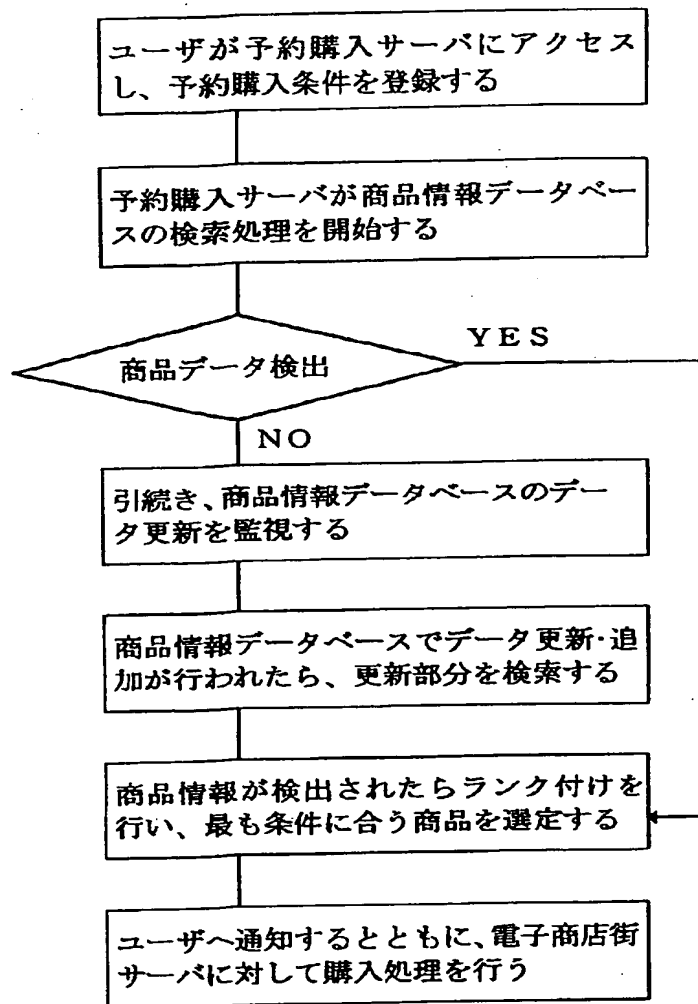 ユーザが予約購入サーバにアクセス
し、予約購入条件を登録する
予約購入サーバが商品情報データベー
スの検索処理を開始する
商品データ検出
YES
NO
引続き、商品情報データベースのデー
タ更新を監視する
商品情報データベースでデータ更新·追
加が行われたら、更新部分を検索する
商品情報が検出されたらランク付けを
行い、最も条件に合う商品を選定する
ユーザへ通知するとともに、電子商店街
サーバに対して購入処理を行う